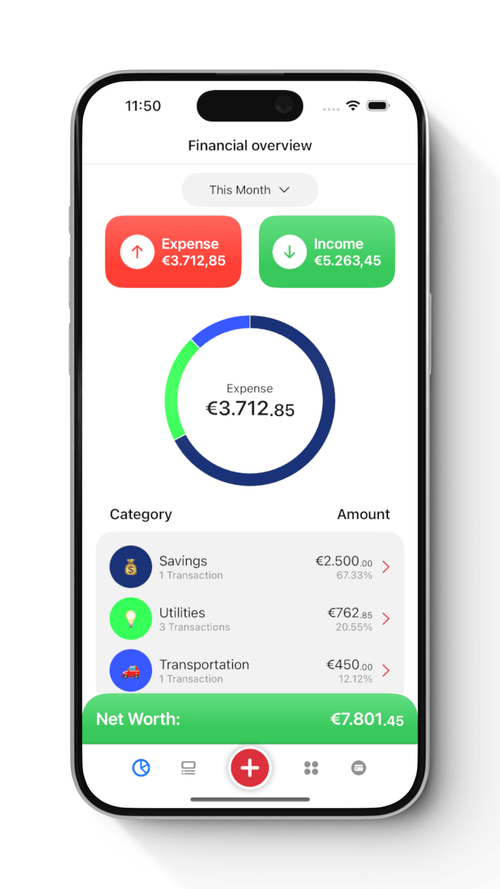 11:50
Financial overview
This Month
Expense
€3.712,85
Income
€5.263,45
Expense
€3.712.85
Category
Amount
Savings
€2.500.00
1 Transaction
67.33%
Utilities
€762.85
3 Transactions
20.55%
Transportation
€450.00
1 Transaction
12.12%
Net Worth:
€7.801.45